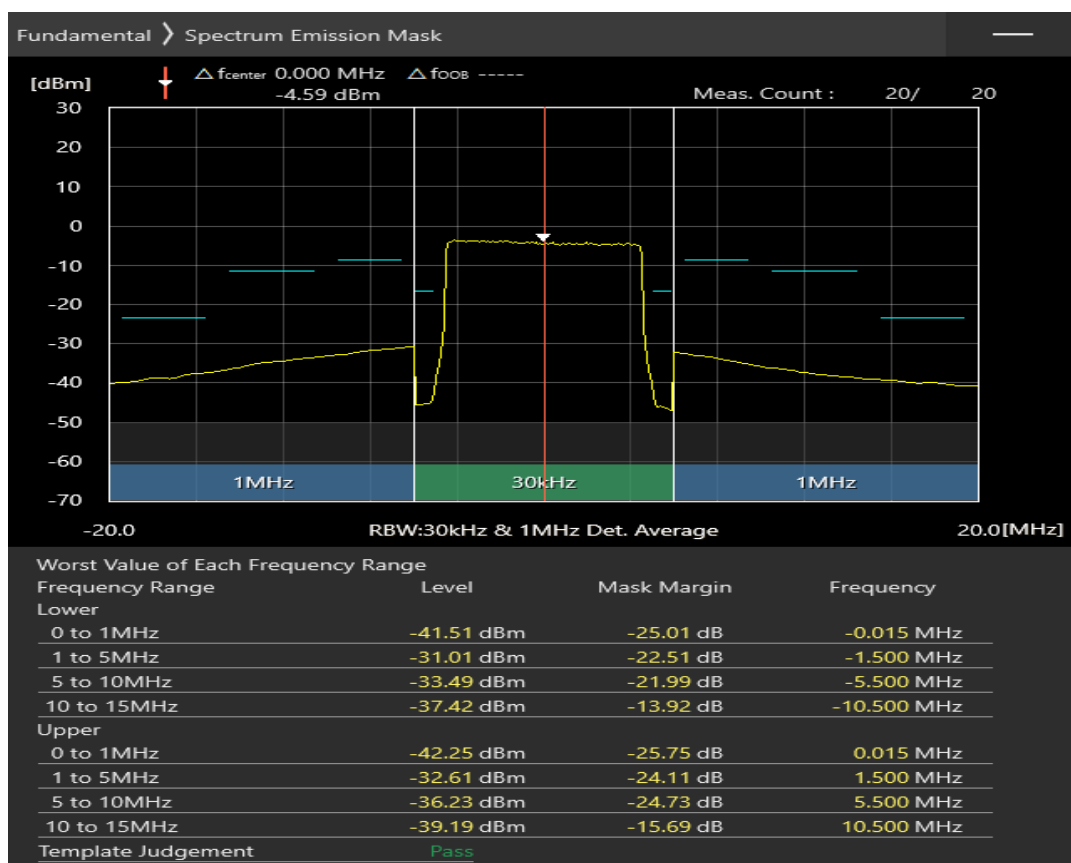 Fundamental ❯ Spectrum Emission Mask
△ fcenter 0.000 MHz △ fOOB -----
[dBm]
-4.59 dBm
Meas. Count : 20/ 20
30
20
10
0
-10
-20
-30
-40
-50
-60
1MHz 30kHz 1MHz
-70
-20.0 RBW:30kHz & 1MHz Det. Average 20.0[MHz]
Worst Value of Each Frequency Range
Frequency Range Level Mask Margin Frequency
Lower
0 to 1MHz -41.51 dBm -25.01 dB -0.015 MHz
1 to 5MHz -31.01 dBm -22.51 dB -1.500 MHz
5 to 10MHz -33.49 dBm -21.99 dB -5.500 MHz
10 to 15MHz -37.42 dBm -13.92 dB -10.500 MHz
Upper
0 to 1MHz -42.25 dBm -25.75 dB 0.015 MHz
1 to 5MHz -32.61 dBm -24.11 dB 1.500 MHz
5 to 10MHz -36.23 dBm -24.73 dB 5.500 MHz
10 to 15MHz -39.19 dBm -15.69 dB 10.500 MHz
Template Judgement Pass